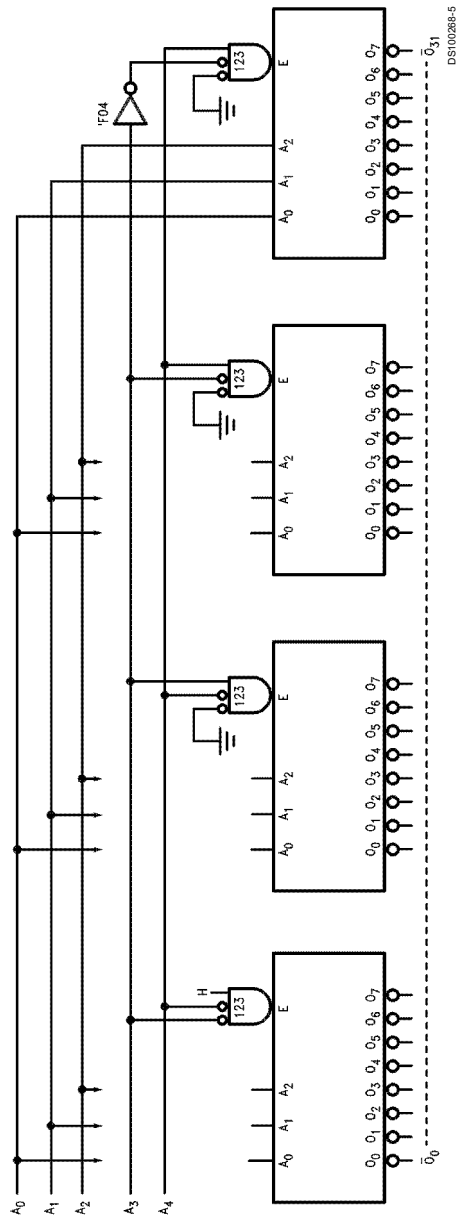 'F04
A₀
A₁
A₂
A₃
A₄
H
123 123 123 123
A₀ A₁ A₂ E A₀ A₁ A₂ E A₀ A₁ A₂ E A₀ A₁ A₂ E
O₀ O₁ O₂ O₃ O₄ O₅ O₆ O₇ O₀ O₁ O₂ O₃ O₄ O₅ O₆ O₇ O₀ O₁ O₂ O₃ O₄ O₅ O₆ O₇ O₀ O₁ O₂ O₃ O₄ O₅ O₆ O₇
Ō₀ Ō₃₁
DS100268-5